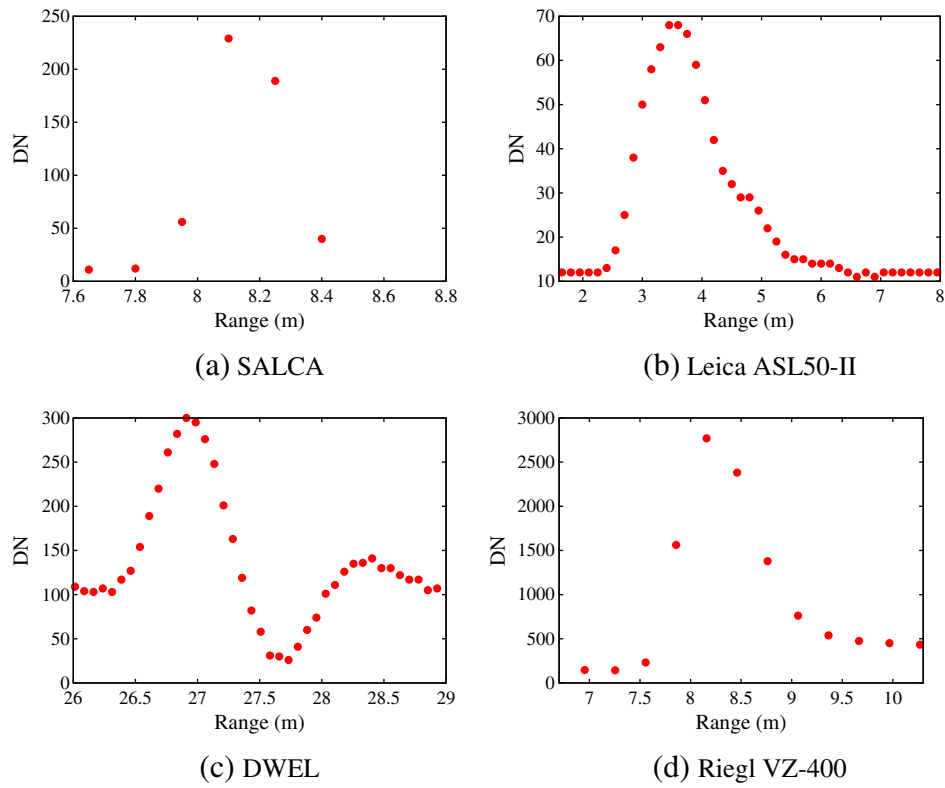 250
200
150
100
50
0
DN
7.6 7.8 8 8.2 8.4 8.6 8.8
Range (m)
(a) SALCA
70
60
50
40
30
20
10
DN
2 3 4 5 6 7 8
Range (m)
(b) Leica ASL50-II
300
250
200
150
100
50
0
DN
26 26.5 27 27.5 28 28.5 29
Range (m)
(c) DWEL
3000
2500
2000
1500
1000
500
0
DN
7 7.5 8 8.5 9 9.5 10
Range (m)
(d) Riegl VZ-400